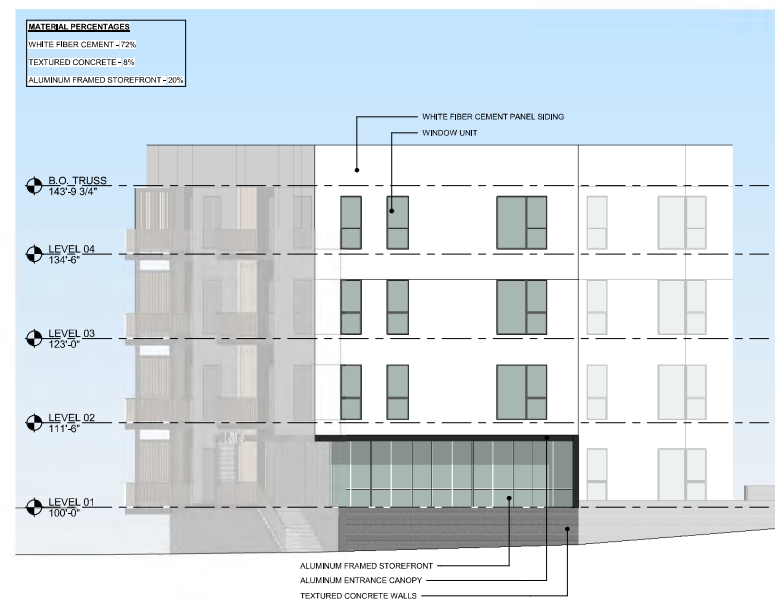 MATERIAL PERCENTAGES
WHITE FIBER CEMENT - 72%
TEXTURED CONCRETE - 8%
ALUMINUM FRAMED STOREFRONT - 20%
WHITE FIBER CEMENT PANEL SIDING
WINDOW UNIT
B.O. TRUSS
143'-9 3/4"
LEVEL 04
134'-6"
LEVEL 03
123'-0"
LEVEL 02
111'-6"
LEVEL 01
100'-0"
ALUMINUM FRAMED STOREFRONT
ALUMINUM ENTRANCE CANOPY
TEXTURED CONCRETE WALLS